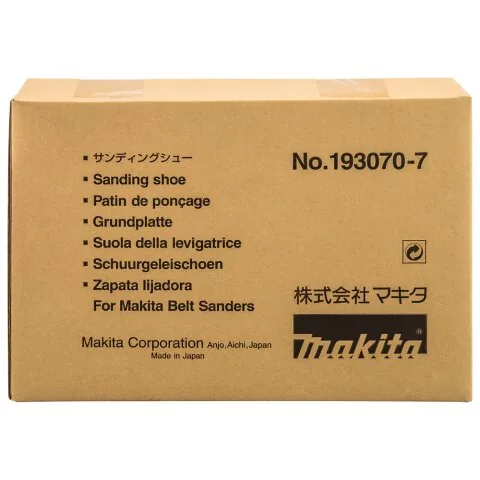 ▪ サンディングシュー
▪ Sanding shoe
▪ Patin de ponçage
▪ Grundplatte
▪ Suola della levigatrice
▪ Schuurgeleischoen
▪ Zapata lijadora
For Makita Belt Sanders
Makita Corporation Anjo, Aichi, Japan
Made in Japan
No.193070-7
株式会社 マキタ
makita®